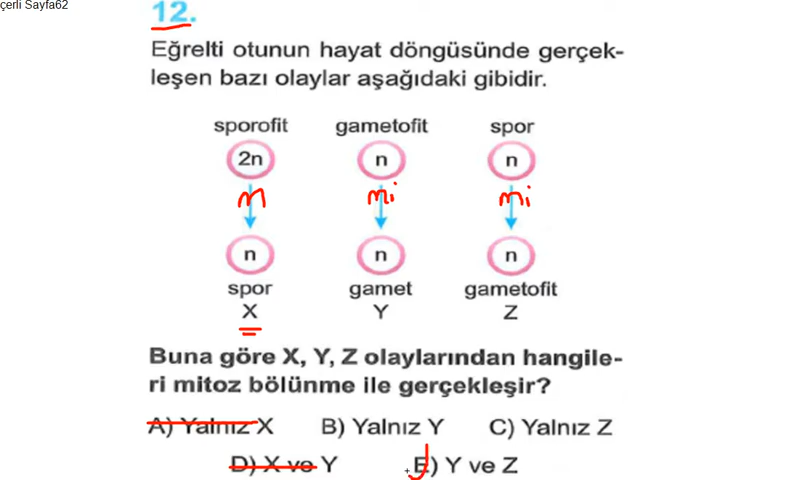 çerli Sayfa62
12.
Eğrelti otunun hayat döngüsünde gerçek-
leşen bazı olaylar aşağıdaki gibidir.
sporofit gametofit spor
2n n n
m mi mi
n n n
spor gamet gametofit
X Y Z
Buna göre X, Y, Z olaylarından hangile-
ri mitoz bölünme ile gerçekleşir?
A) Yalnız X B) Yalnız Y C) Yalnız Z
D) X ve Y E) Y ve Z